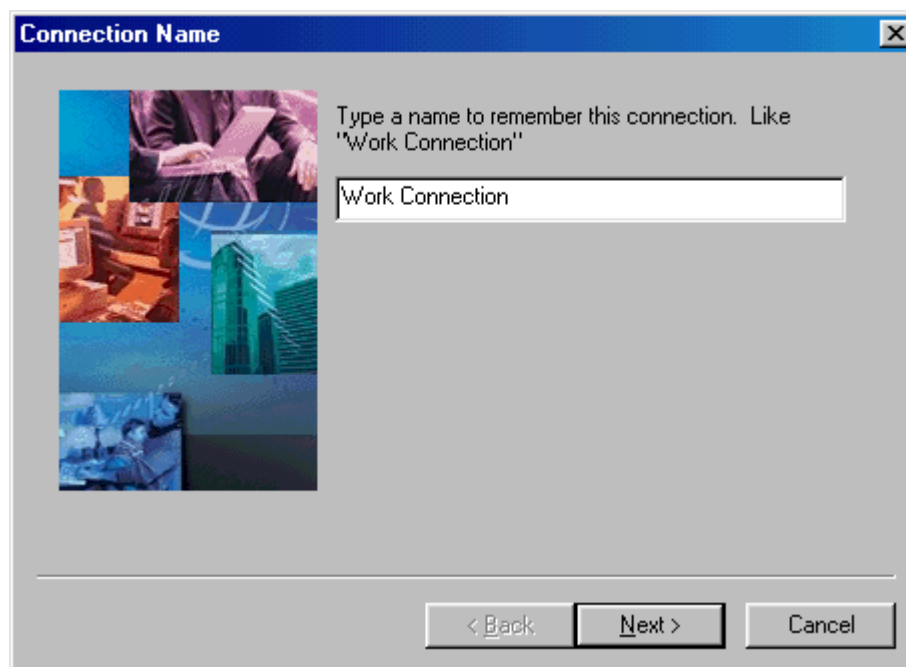 Connection Name
Type a name to remember this connection.  Like
"Work Connection"
Work Connection
< Back
Next >
Cancel